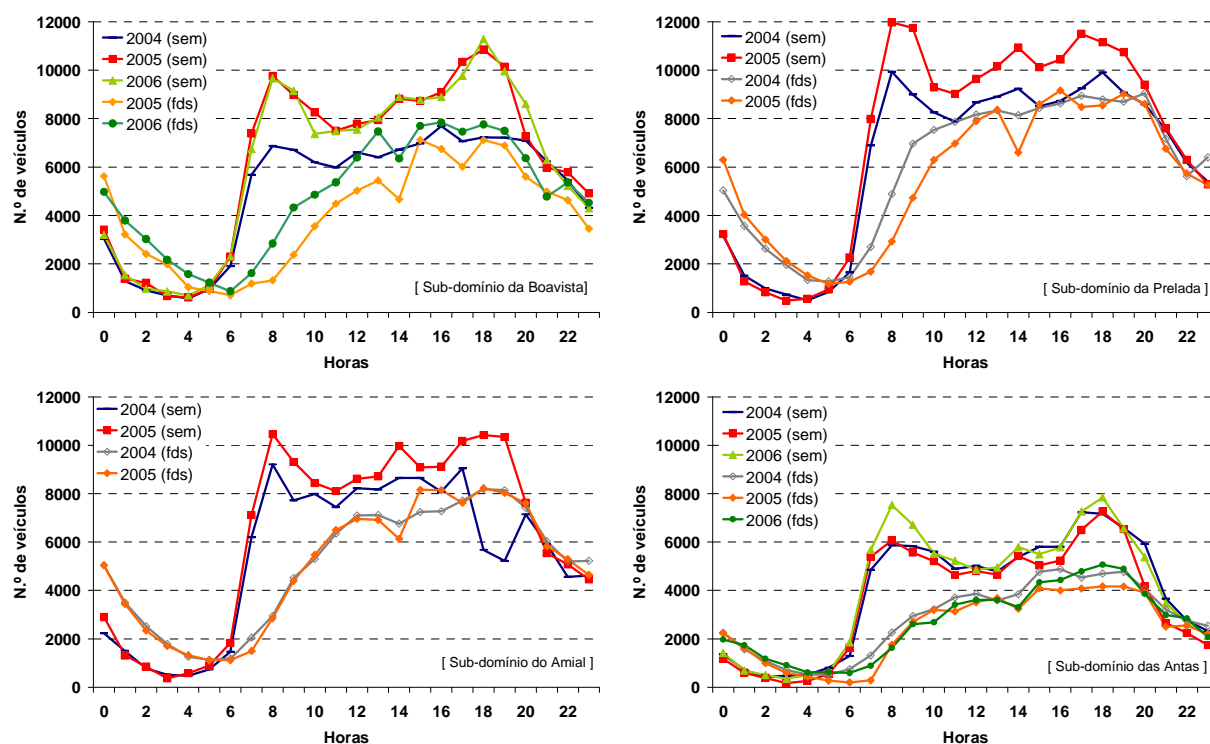 N.º de veículos
12000
10000
8000
6000
4000
2000
0
2004 (sem)
2005 (sem)
2006 (sem)
2005 (fds)
2006 (fds)
[ Sub-domínio da Boavista]
0 2 4 6 8 10 12 14 16 18 20 22
Horas
N.º de veículos
12000
10000
8000
6000
4000
2000
0
2004 (sem)
2005 (sem)
2004 (fds)
2005 (fds)
[ Sub-domínio da Prelada ]
0 2 4 6 8 10 12 14 16 18 20 22
Horas
N.º de veículos
12000
10000
8000
6000
4000
2000
0
2004 (sem)
2005 (sem)
2004 (fds)
2005 (fds)
[ Sub-domínio do Amial ]
0 2 4 6 8 10 12 14 16 18 20 22
Horas
N.º de veículos
12000
10000
8000
6000
4000
2000
0
2004 (sem)
2005 (sem)
2006 (sem)
2004 (fds)
2005 (fds)
2006 (fds)
[ Sub-domínio das Antas ]
0 2 4 6 8 10 12 14 16 18 20 22
Horas